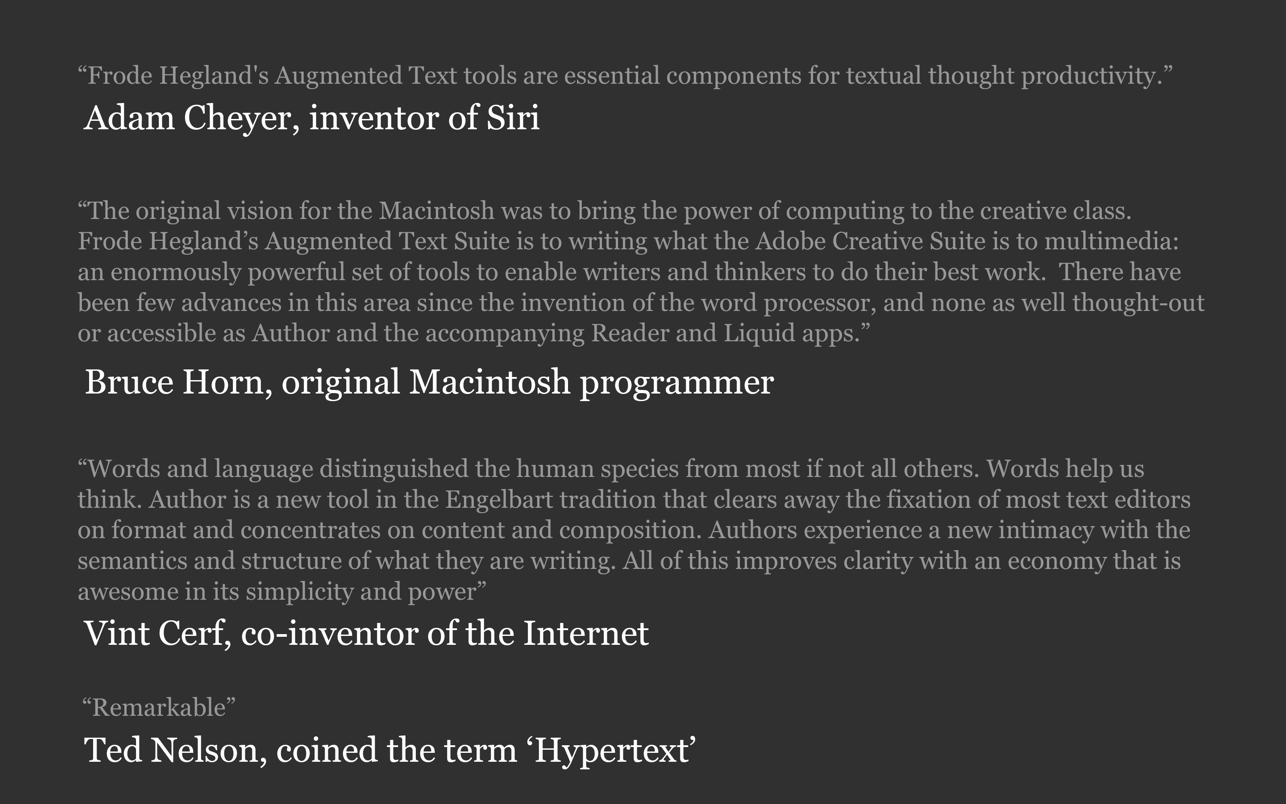 “Frode Hegland's Augmented Text tools are essential components for textual thought productivity.”
Adam Cheyer, inventor of Siri
“The original vision for the Macintosh was to bring the power of computing to the creative class.
Frode Hegland’s Augmented Text Suite is to writing what the Adobe Creative Suite is to multimedia:
an enormously powerful set of tools to enable writers and thinkers to do their best work.  There have
been few advances in this area since the invention of the word processor, and none as well thought-out
or accessible as Author and the accompanying Reader and Liquid apps.”
Bruce Horn, original Macintosh programmer
“Words and language distinguished the human species from most if not all others. Words help us
think. Author is a new tool in the Engelbart tradition that clears away the fixation of most text editors
on format and concentrates on content and composition. Authors experience a new intimacy with the
semantics and structure of what they are writing. All of this improves clarity with an economy that is
awesome in its simplicity and power”
Vint Cerf, co-inventor of the Internet
“Remarkable”
Ted Nelson, coined the term ‘Hypertext’